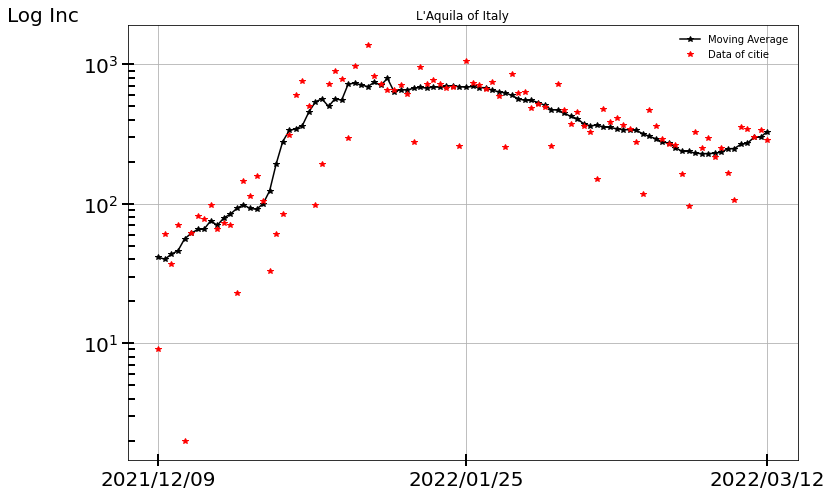 Log Inc
L'Aquila of Italy
Moving Average
Data of citie
10³
10²
10¹
2021/12/09
2022/01/25
2022/03/12